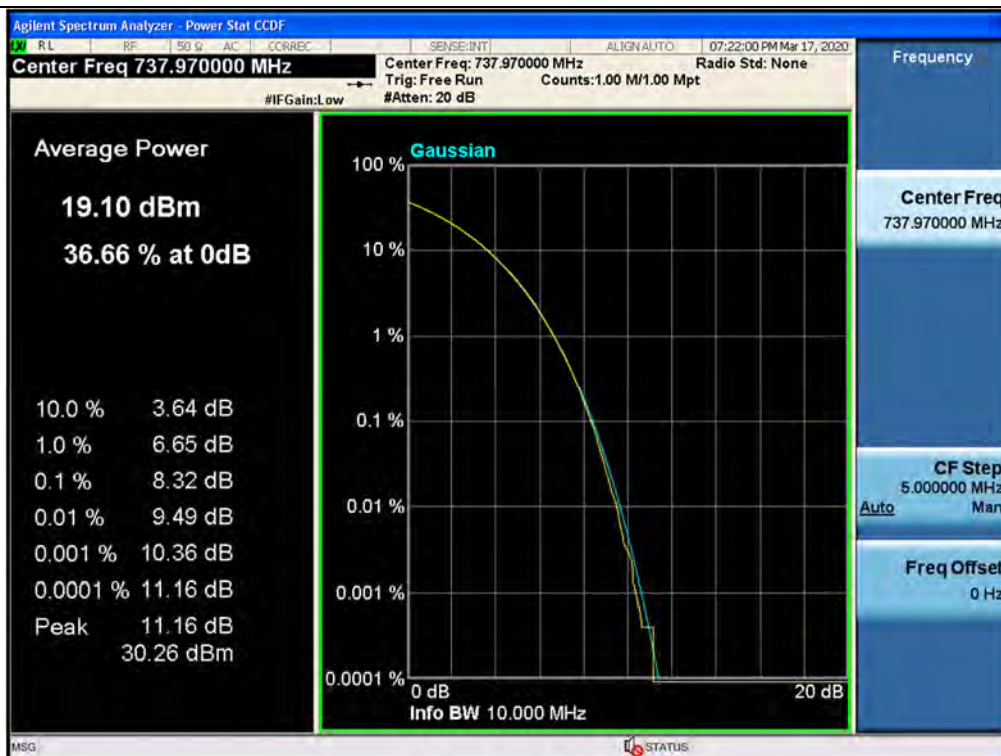 Agilent Spectrum Analyzer - Power Stat CCDF
LXI RL RF 50 Ω AC CORREC SENSE:INT ALIGN AUTO 07:22:00 PM Mar 17, 2020
Center Freq 737.970000 MHz
#IFGain:Low
Center Freq: 737.970000 MHz
Trig: Free Run
#Atten: 20 dB
Counts:1.00 M/1.00 Mpt
Radio Std: None
Average Power
19.10 dBm
36.66 % at 0dB
10.0 % 3.64 dB
1.0 % 6.65 dB
0.1 % 8.32 dB
0.01 % 9.49 dB
0.001 % 10.36 dB
0.0001 % 11.16 dB
Peak 11.16 dB
30.26 dBm
Gaussian
100 %
10 %
1 %
0.1 %
0.01 %
0.001 %
0.0001 %
0 dB 20 dB
Info BW 10.000 MHz
Frequency
Center Freq
737.970000 MHz
CF Step
5.000000 MHz
Auto Man
Freq Offset
0 Hz
MSG STATUS